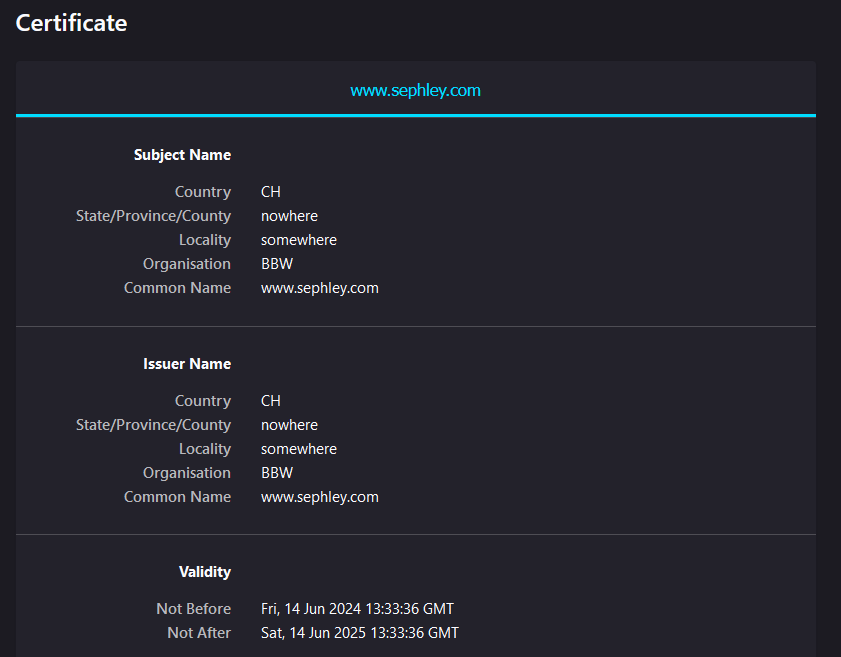 Certificate
www.sephley.com
Subject Name
Country CH
State/Province/County nowhere
Locality somewhere
Organisation BBW
Common Name www.sephley.com
Issuer Name
Country CH
State/Province/County nowhere
Locality somewhere
Organisation BBW
Common Name www.sephley.com
Validity
Not Before Fri, 14 Jun 2024 13:33:36 GMT
Not After Sat, 14 Jun 2025 13:33:36 GMT